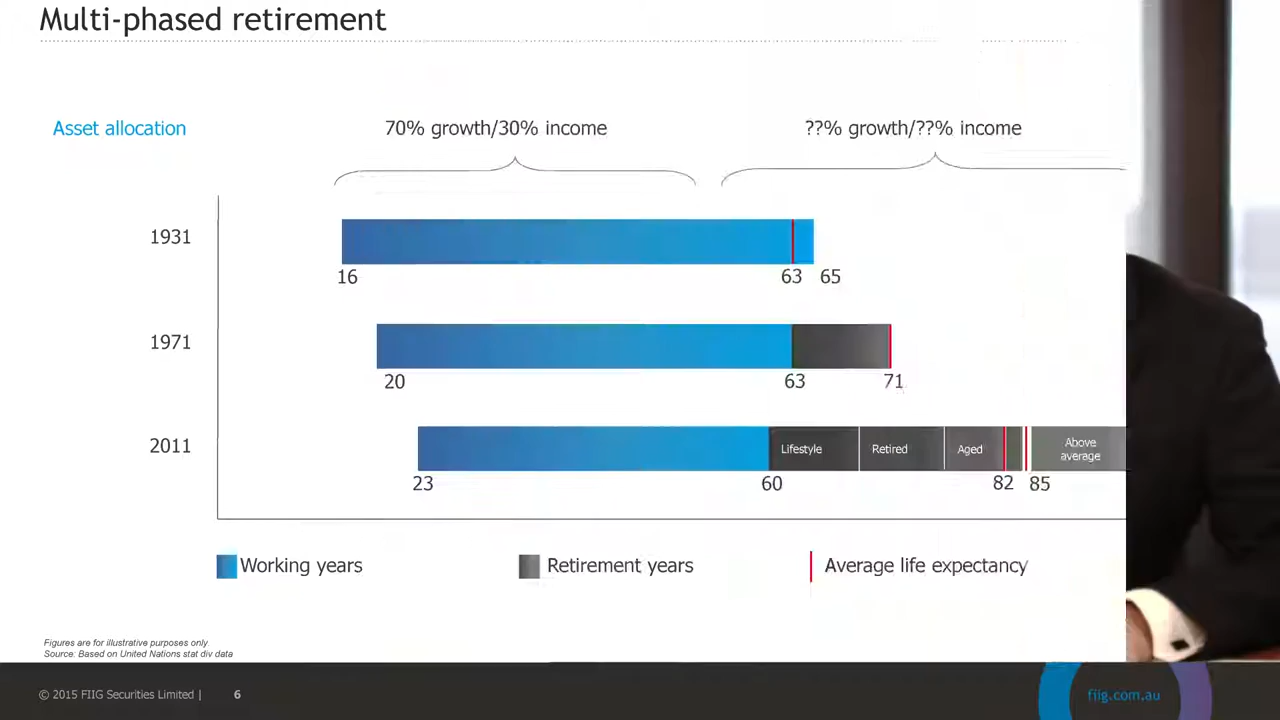 Multi-phased retirement
Asset allocation
70% growth/30% income
??% growth/??% income
1931
16
63
65
1971
20
63
71
2011
Lifestyle
Retired
Aged
Above
average
23
60
82
85
Working years
Retirement years
Average life expectancy
Figures are for illustrative purposes only
Source: Based on United Nations stat div data
© 2015 FIIG Securities Limited |
6
fiig.com.au